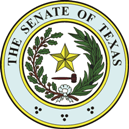 THE SENATE OF TEXAS